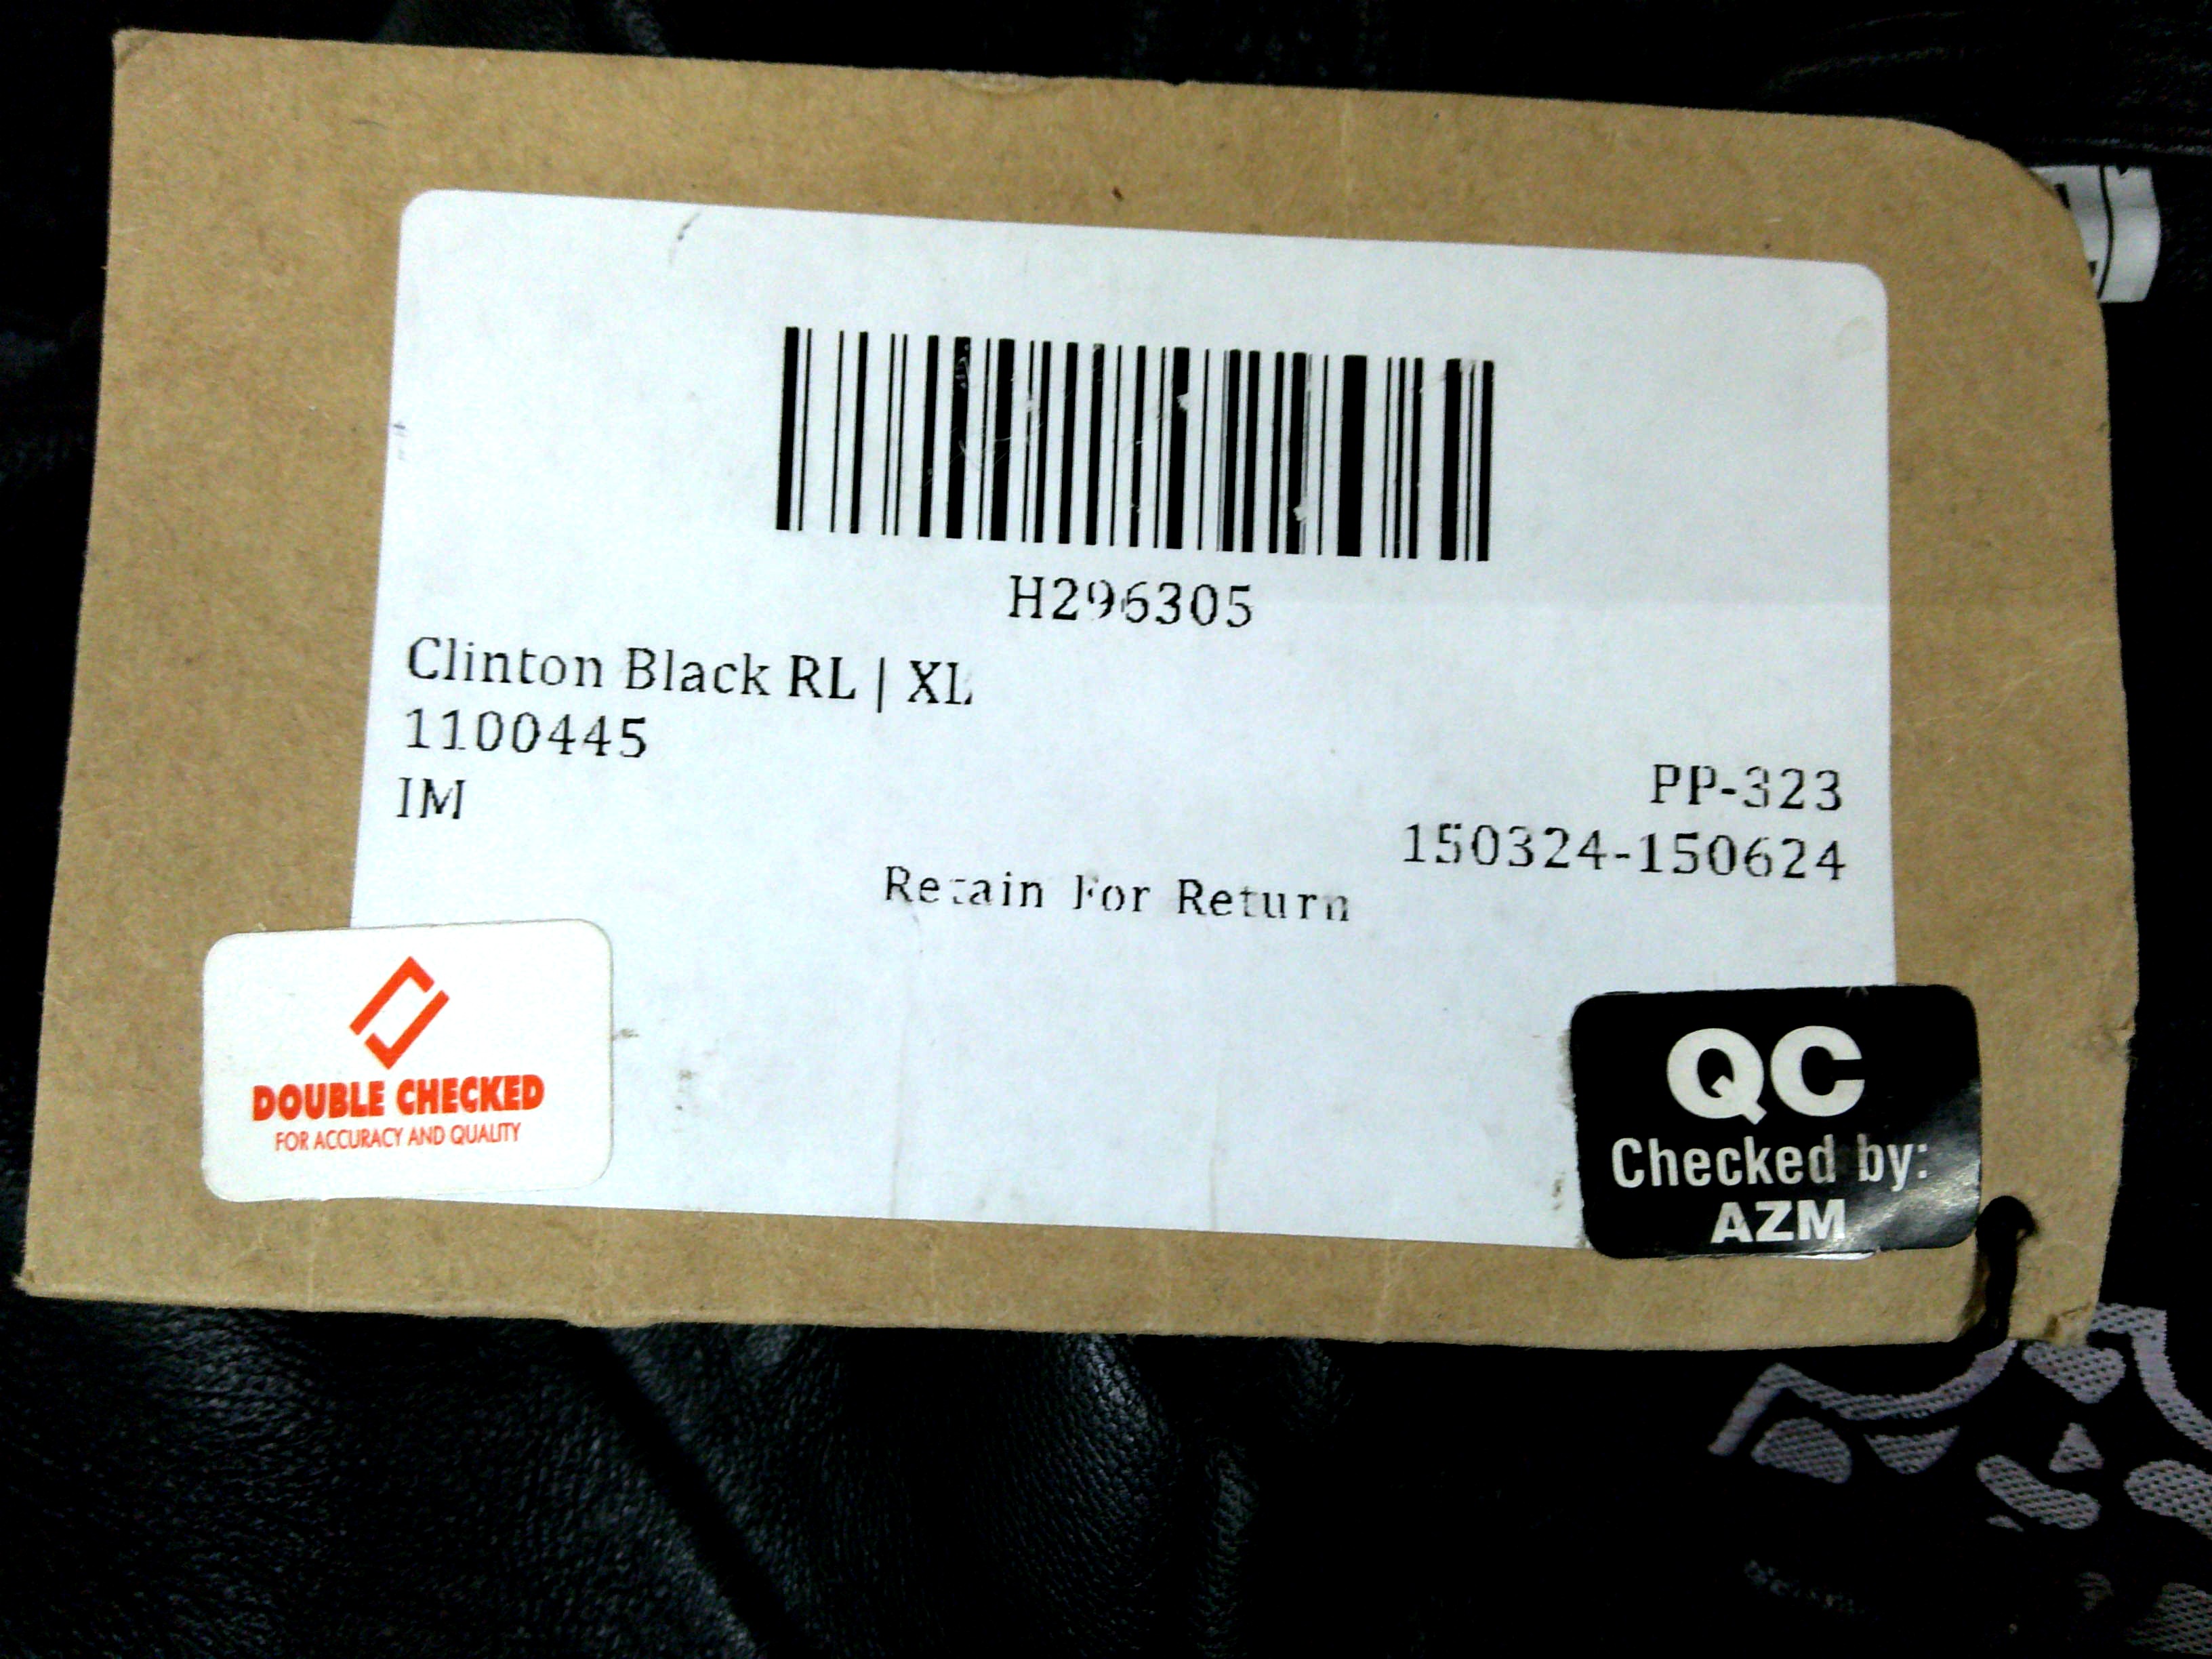 H296305
Clinton Black RL | XL
1100445
IM
PP-323
150324-150624
Retain For Return
DOUBLE CHECKED
FOR ACCURACY AND QUALITY
QC
Checked by:
AZM